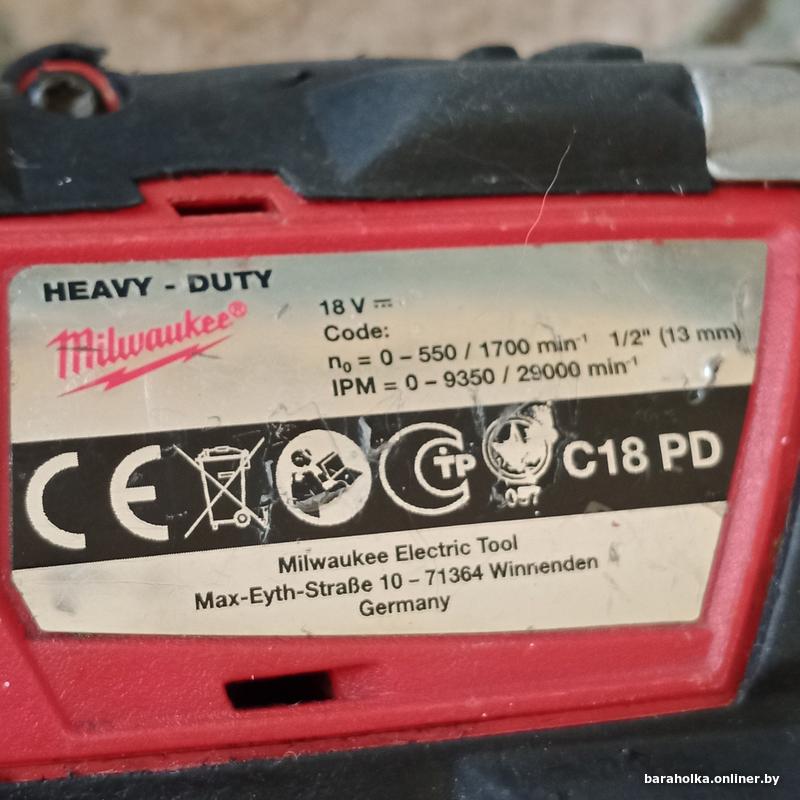 HEAVY - DUTY
Milwaukee®
18 V ⎓
Code:
n₀ = 0 – 550 / 1700 min⁻¹ 1/2" (13 mm)
IPM = 0 – 9350 / 29000 min⁻¹
CE
TP
C18 PD
Milwaukee Electric Tool
Max-Eyth-Straße 10 – 71364 Winnenden
Germany
baraholka.onliner.by